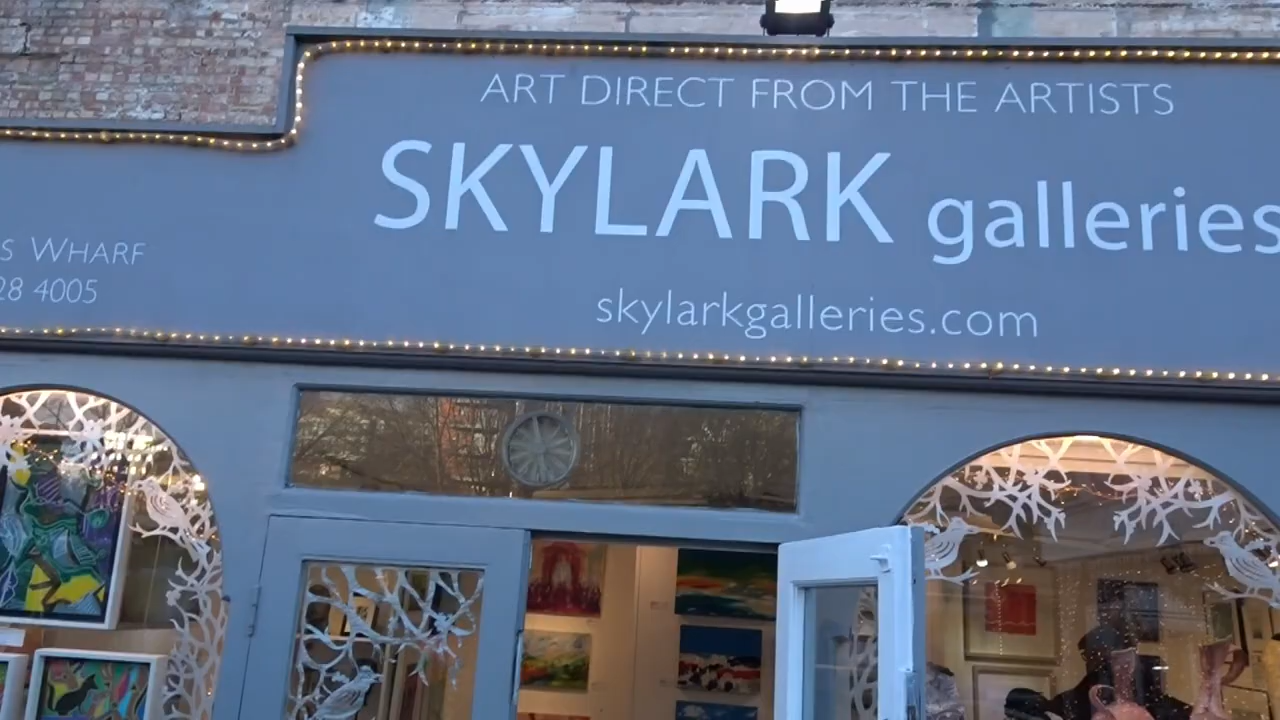 ART DIRECT FROM THE ARTISTS
SKYLARK galleries
skylarkgalleries.com
S WHARF
28 4005